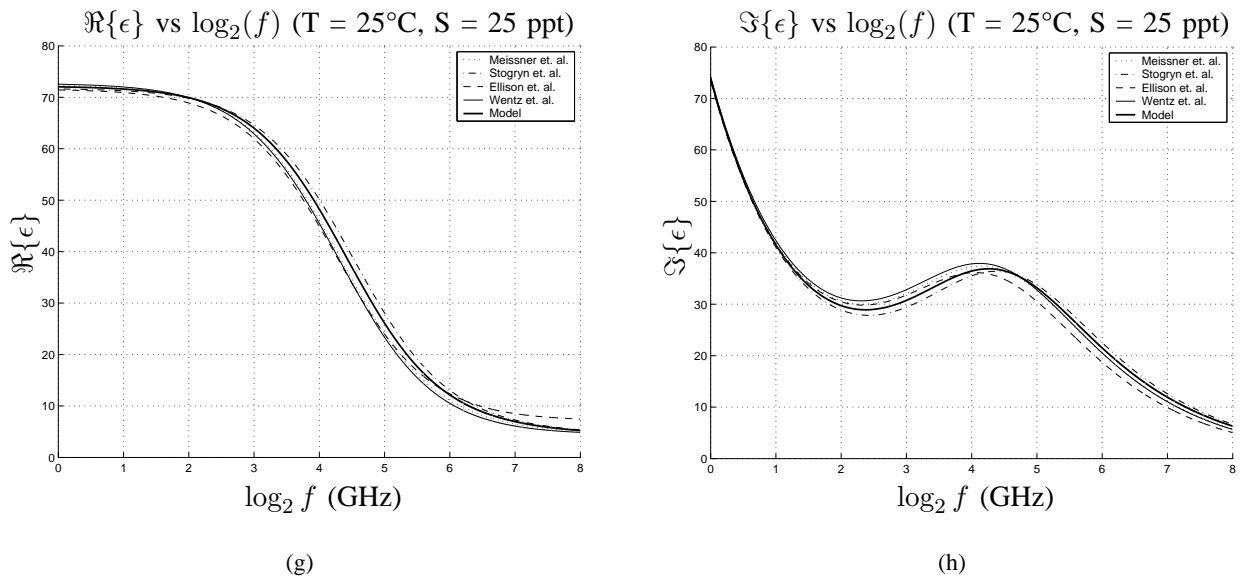 ℜ{ϵ} vs log₂(f) (T = 25°C, S = 25 ppt)
80
70
60
50
40
30
20
10
0
ℜ{ϵ}
Meissner et. al.
Stogryn et. al.
Ellison et. al.
Wentz et. al.
Model
0 1 2 3 4 5 6 7 8
log₂ f (GHz)
(g)
ℑ{ϵ} vs log₂(f) (T = 25°C, S = 25 ppt)
80
70
60
50
40
30
20
10
0
ℑ{ϵ}
Meissner et. al.
Stogryn et. al.
Ellison et. al.
Wentz et. al.
Model
0 1 2 3 4 5 6 7 8
log₂ f (GHz)
(h)